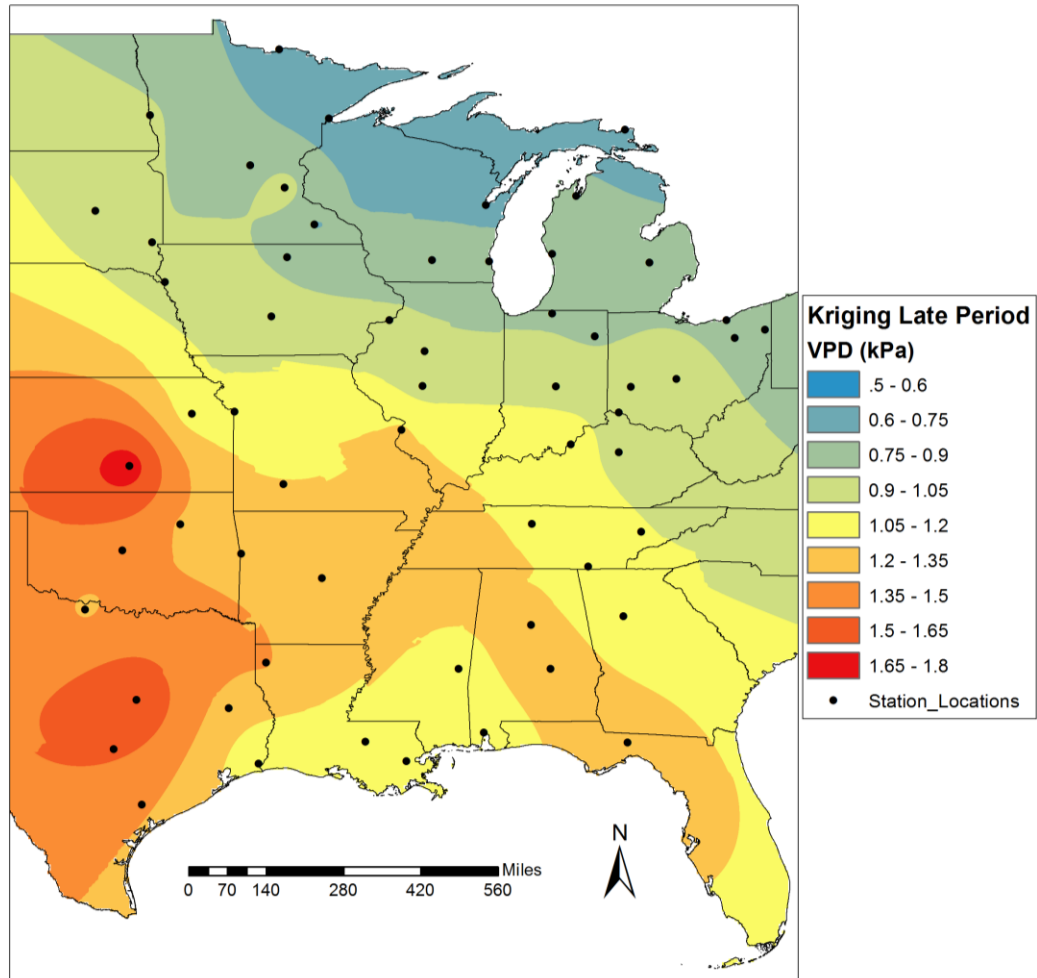 Kriging Late Period
VPD (kPa)
.5 - 0.6
0.6 - 0.75
0.75 - 0.9
0.9 - 1.05
1.05 - 1.2
1.2 - 1.35
1.35 - 1.5
1.5 - 1.65
1.65 - 1.8
Station_Locations
N
Miles
0 70 140 280 420 560